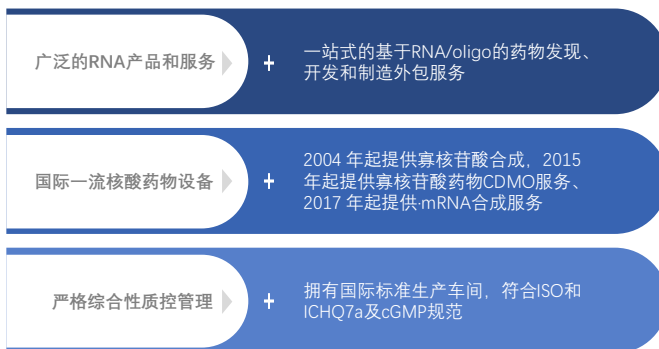 广泛的RNA产品和服务
+
一站式的基于RNA/oligo的药物发现、
开发和制造外包服务
国际一流核酸药物设备
+
2004 年起提供寡核苷酸合成，2015
年起提供寡核苷酸药物CDMO服务、
2017 年起提供·mRNA合成服务
严格综合性质控管理
+
拥有国际标准生产车间，符合ISO和
ICHQ7a及cGMP规范